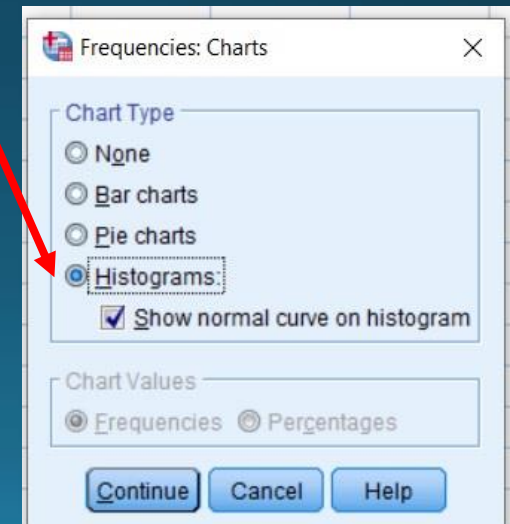 Frequencies: Charts
Chart Type
None
Bar charts
Pie charts
Histograms:
Show normal curve on histogram
Chart Values
Frequencies Percentages
Continue Cancel Help